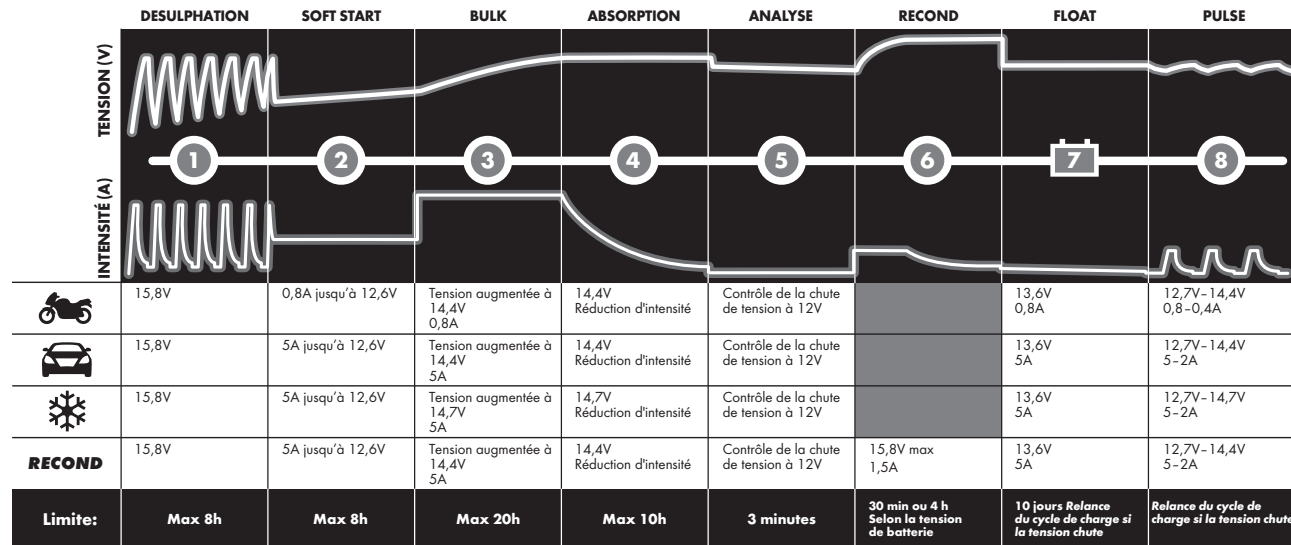 DESULPHATION SOFT START BULK ABSORPTION ANALYSE RECOND FLOAT PULSE
TENSION (V)
1 2 3 4 5 6 7 8
INTENSITÉ (A)
15,8V
0,8A jusqu'à 12,6V
Tension augmentée à
14,4V
0,8A
14,4V
Réduction d'intensité
Contrôle de la chute
de tension à 12V
13,6V
0,8A
12,7V–14,4V
0,8–0,4A
15,8V
5A jusqu'à 12,6V
Tension augmentée à
14,4V
5A
14,4V
Réduction d'intensité
Contrôle de la chute
de tension à 12V
13,6V
5A
12,7V–14,4V
5–2A
15,8V
5A jusqu'à 12,6V
Tension augmentée à
14,7V
5A
14,7V
Réduction d'intensité
Contrôle de la chute
de tension à 12V
13,6V
5A
12,7V–14,7V
5–2A
RECOND
15,8V
5A jusqu'à 12,6V
Tension augmentée à
14,4V
5A
14,4V
Réduction d'intensité
Contrôle de la chute
de tension à 12V
15,8V max
1,5A
13,6V
5A
12,7V–14,4V
5–2A
Limite:
Max 8h
Max 8h
Max 20h
Max 10h
3 minutes
30 min ou 4 h
Selon la tension
de batterie
10 jours Relance
du cycle de charge si
la tension chute
Relance du cycle de
charge si la tension chute